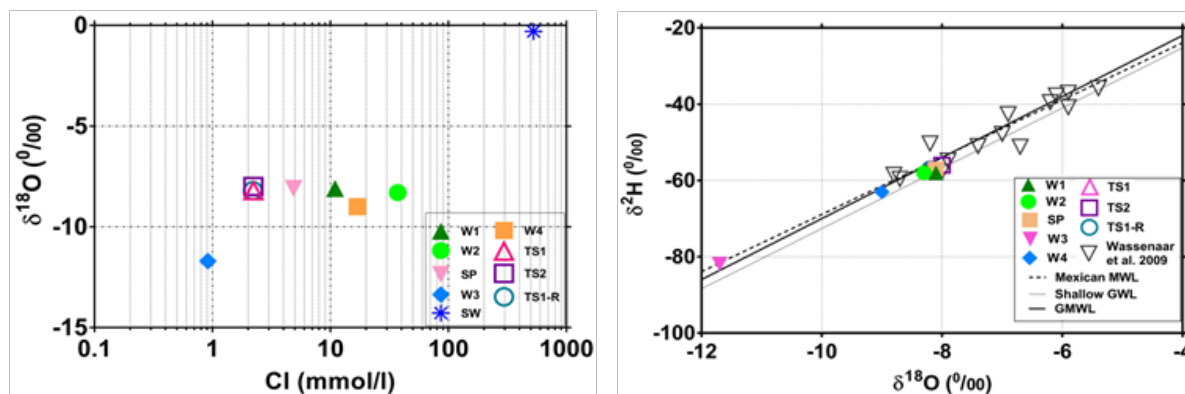 0
-5
-10
-15
0.1
1
10
100
1000
δ18O (0/00)
Cl (mmol/l)
W1
W2
SP
W3
SW
W4
TS1
TS2
TS1-R
-20
-40
-60
-80
-100
-12
-10
-8
-6
-4
δ2H (0/00)
δ18O (0/00)
W1
W2
SP
W3
W4
TS1
TS2
TS1-R
Wassenaar
et al. 2009
Mexican MWL
Shallow GWL
GMWL